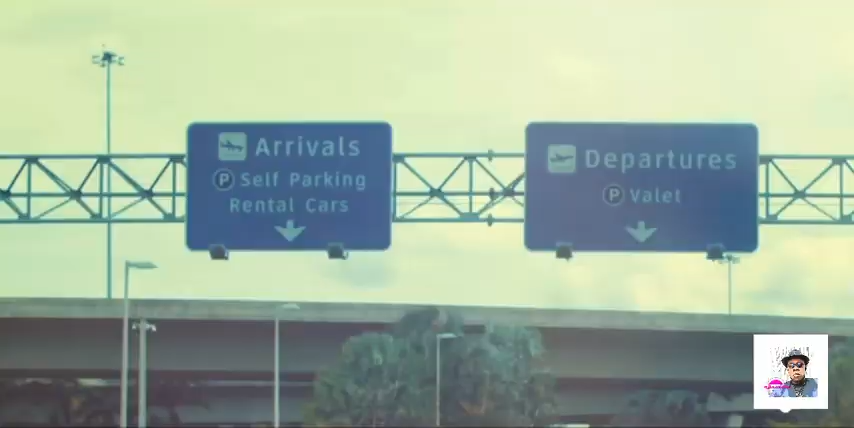 Arrivals
P Self Parking
Rental Cars
Departures
P Valet